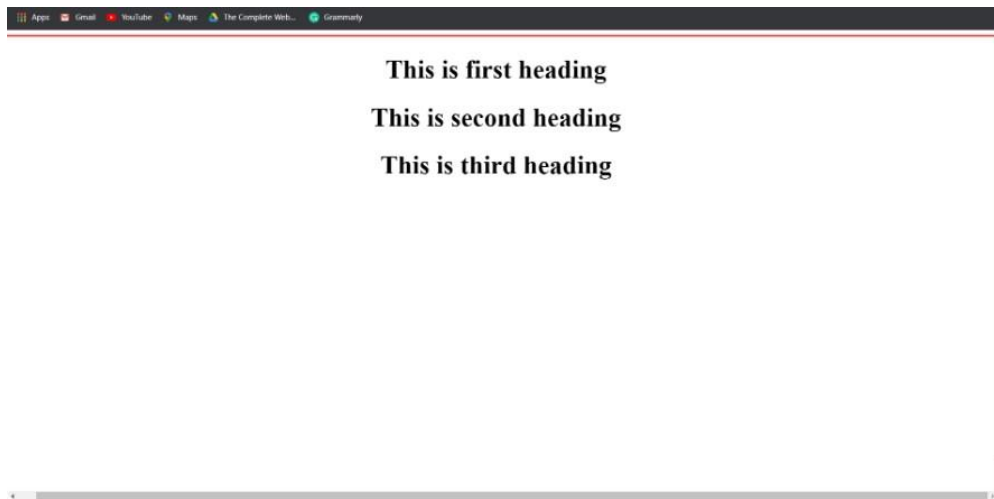 Apps Gmail YouTube Maps The Complete Web... Grammarly
This is first heading
This is second heading
This is third heading